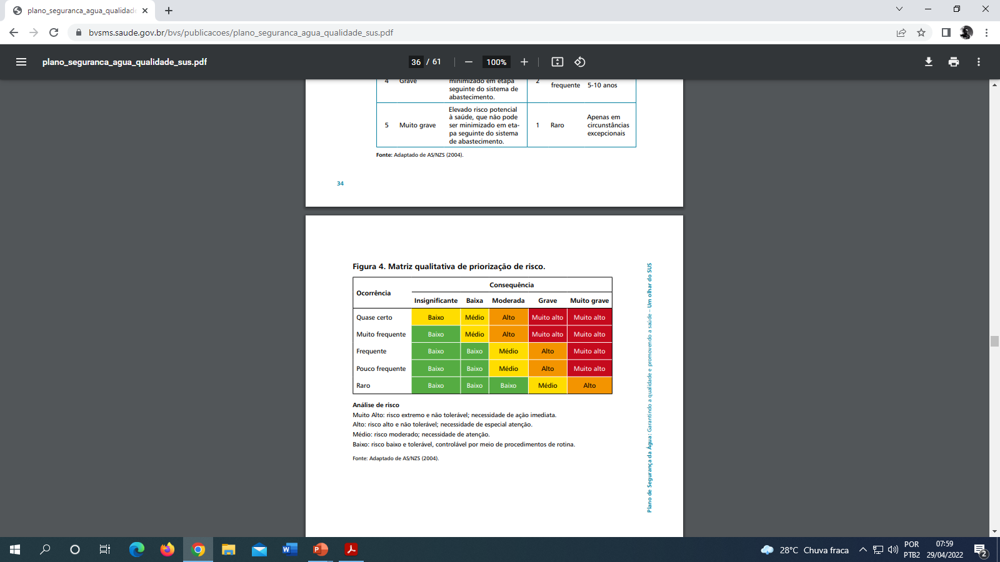 plano_seguranca_agua_qualidade
bvsms.saude.gov.br/bvs/publicacoes/plano_seguranca_agua_qualidade_sus.pdf
plano_seguranca_agua_qualidade_sus.pdf
36 / 61
100%
4 Grave minimizado em etapa 2 frequente 5-10 anos
seguinte do sistema de
abastecimento.
Elevado risco potencial
à saúde, que não pode
ser minimizado em eta-
pa seguinte do sistema
de abastecimento.
5 Muito grave
1 Raro
Apenas em
circunstâncias
excepcionais
Fonte: Adaptado de AS/NZS (2004).
34
Figura 4. Matriz qualitativa de priorização de risco.
Ocorrência
Consequência
Insignificante Baixa Moderada Grave Muito grave
Quase certo Baixo Médio Alto Muito alto Muito alto
Muito frequente Baixo Médio Alto Muito alto Muito alto
Frequente Baixo Baixo Médio Alto Muito alto
Pouco frequente Baixo Baixo Médio Alto Muito alto
Raro Baixo Baixo Baixo Médio Alto
Análise de risco
Muito Alto: risco extremo e não tolerável; necessidade de ação imediata.
Alto: risco alto e não tolerável; necessidade de especial atenção.
Médio: risco moderado; necessidade de atenção.
Baixo: risco baixo e tolerável, controlável por meio de procedimentos de rotina.
Fonte: Adaptado de AS/NZS (2004).
Plano de Segurança da Água: Garantindo a qualidade e promovendo a saúde – Um olhar do SUS
28°C Chuva fraca
POR
PTB2
07:59
29/04/2022
2